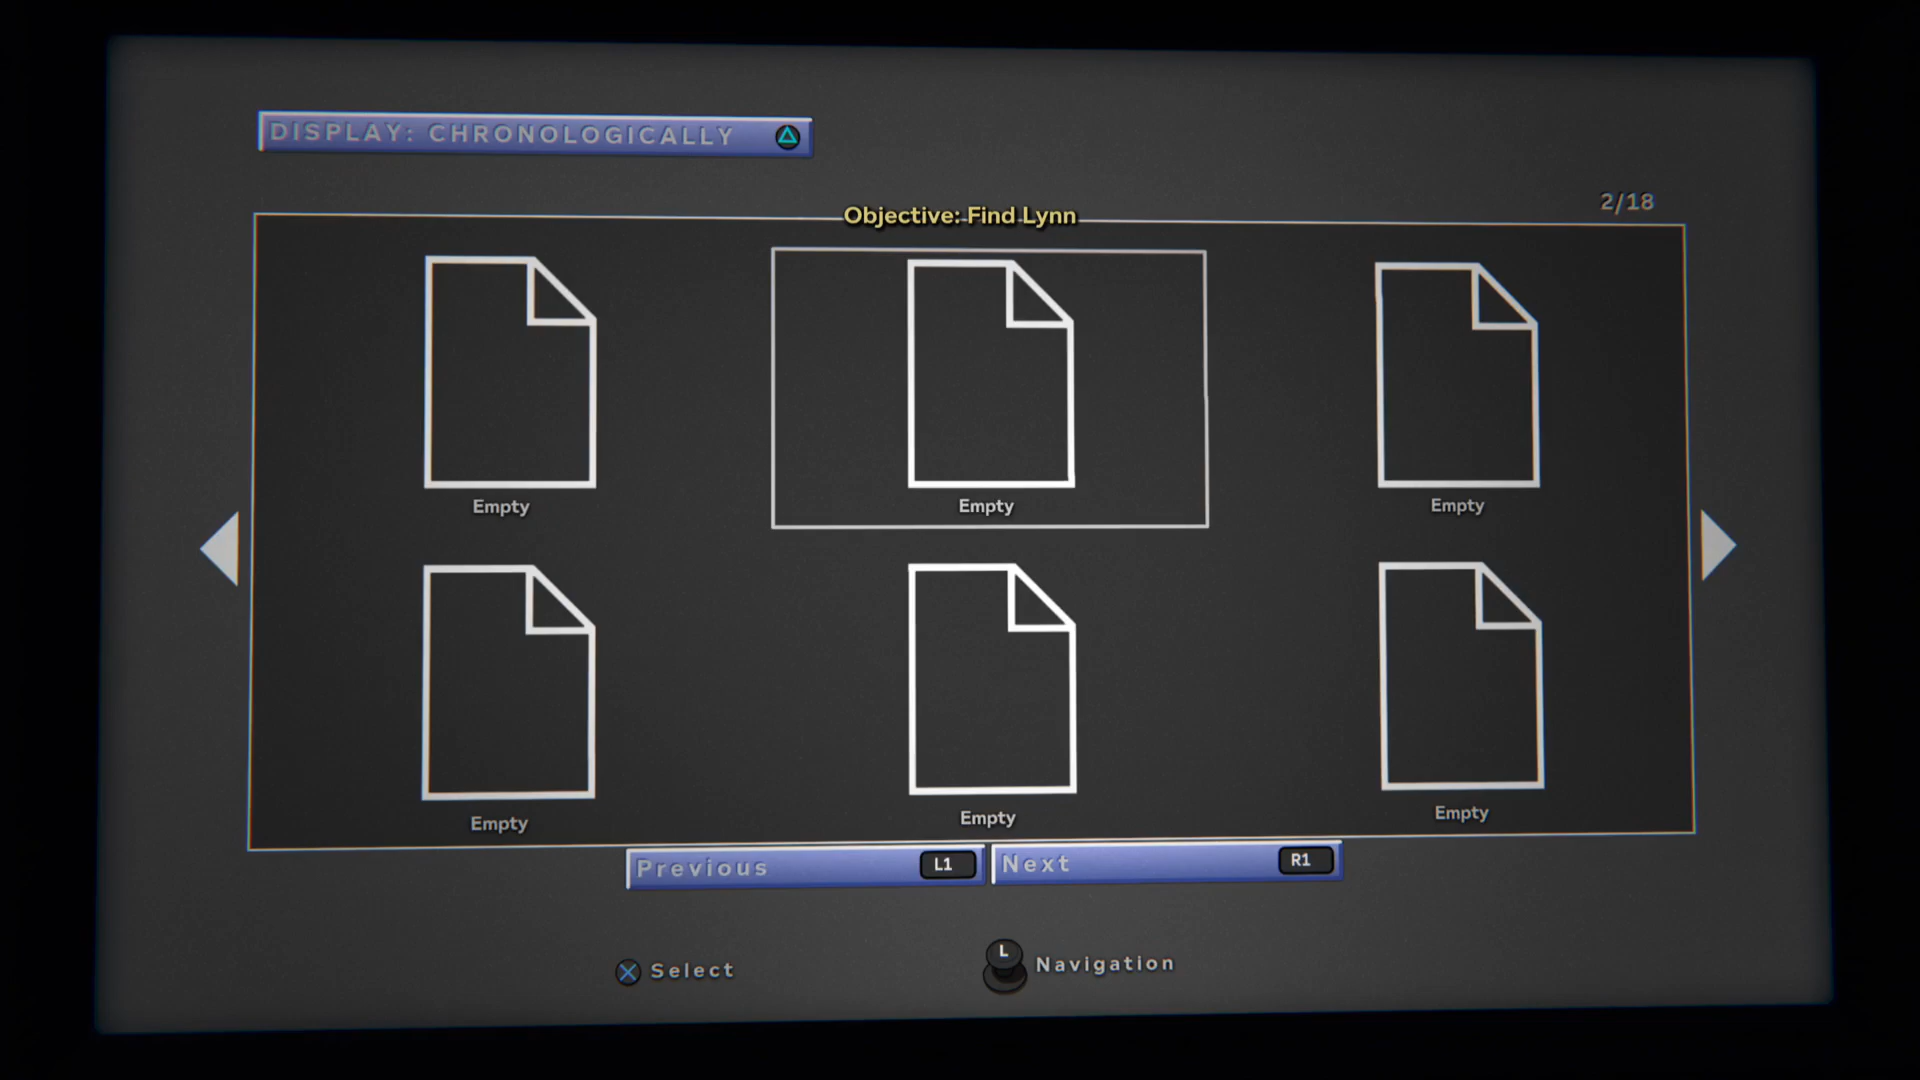 DISPLAY: CHRONOLOGICALLY
2/18
Objective: Find Lynn
Empty
Empty
Empty
Empty
Empty
Empty
Previous L1
Next R1
Select
L Navigation